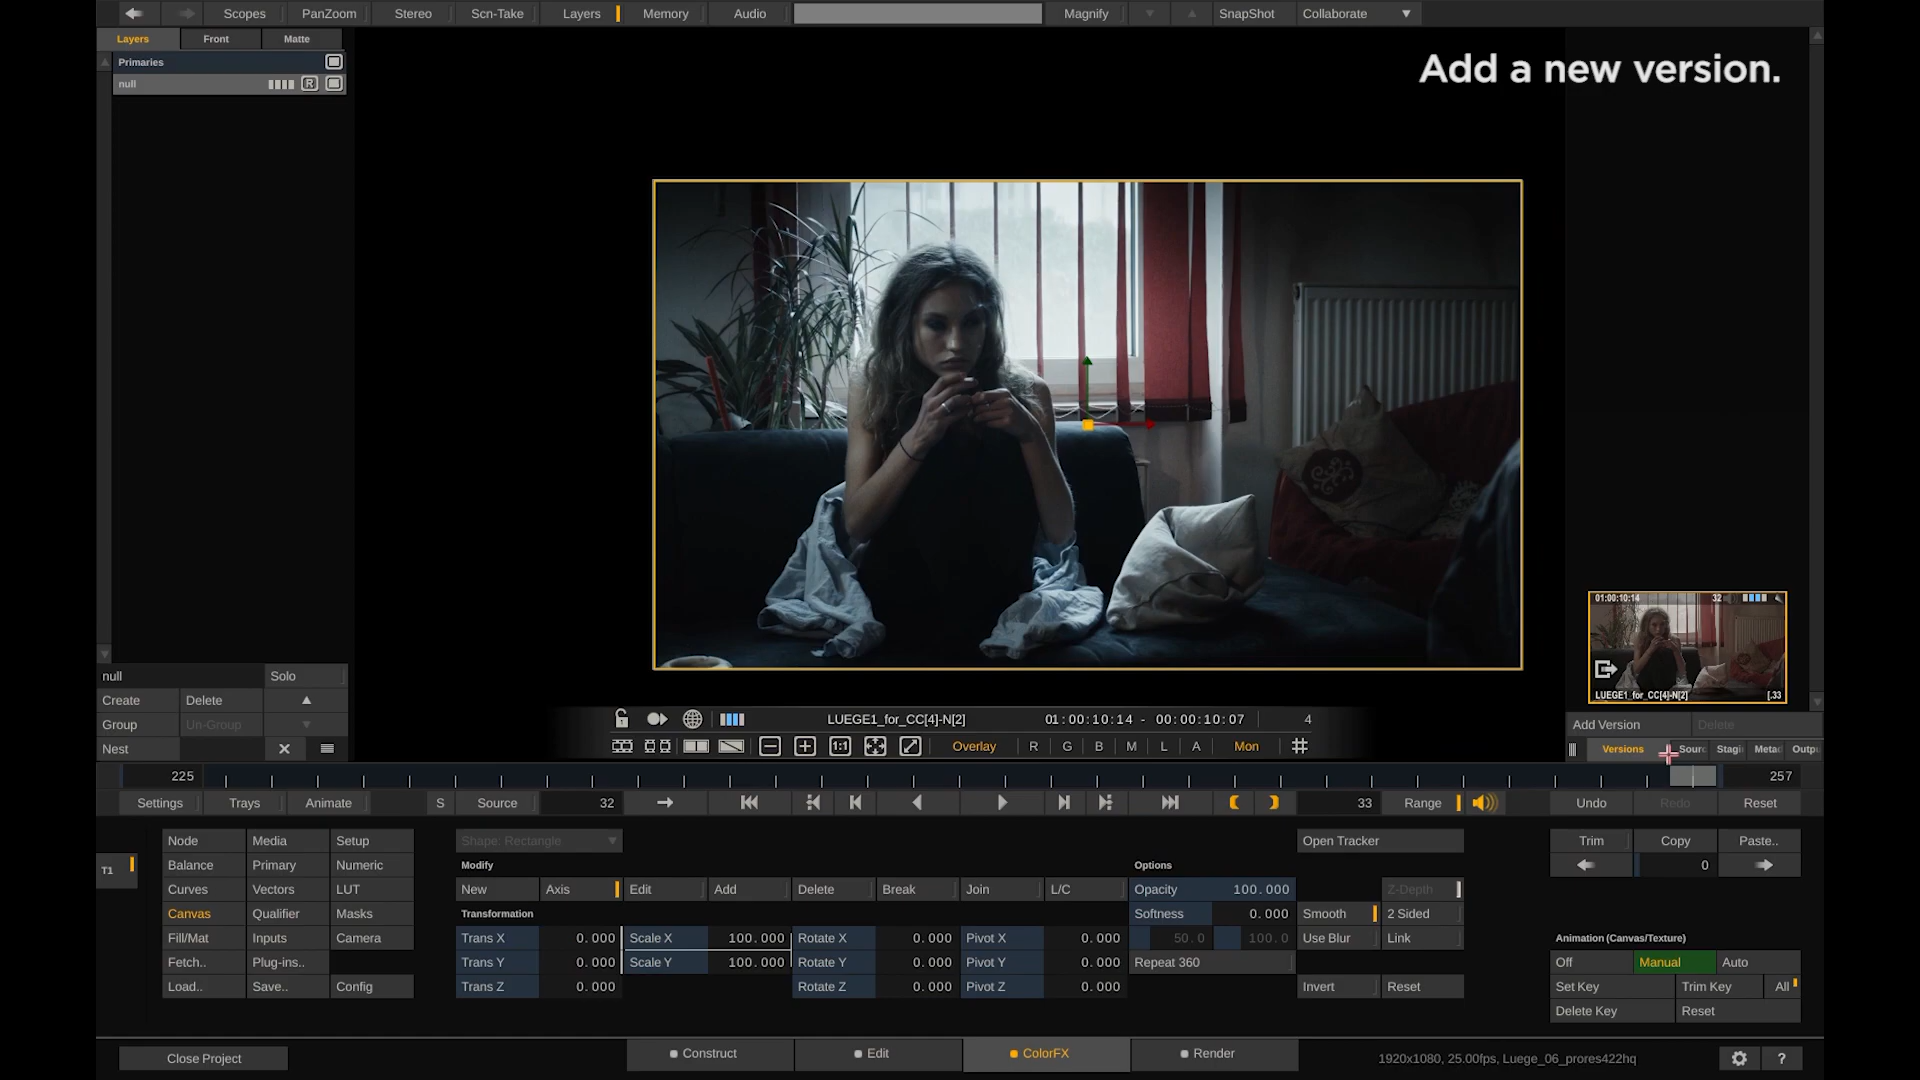 Scopes PanZoom Stereo Scn-Take Layers Memory Audio Magnify SnapShot Collaborate
Layers Front Matte
Primaries
null R
Add a new version.
01:00:10:14 32
LUEGE1_for_CC[4]-N[2] [.33
null Solo
Create Delete
Group Un-Group
Nest
LUEGE1_for_CC[4]-N[2] 01:00:10:14 - 00:00:10:07 4
1:1 Overlay R G B M L A Mon
Add Version Delete
Versions Sourc Stagi Metad Outpu
225 257
Settings Trays Animate S Source 32 33 Range Undo Redo Reset
T1
Node Media Setup
Balance Primary Numeric
Curves Vectors LUT
Canvas Qualifier Masks
Fill/Mat Inputs Camera
Fetch.. Plug-ins..
Load.. Save.. Config
Shape: Rectangle Open Tracker
Modify Options
New Axis Edit Add Delete Break Join L/C Opacity 100.000 Z-Depth
Transformation Softness 0.000 Smooth 2 Sided
Trans X 0.000 Scale X 100.000 Rotate X 0.000 Pivot X 0.000 50.0 100.0 Use Blur Link
Trans Y 0.000 Scale Y 100.000 Rotate Y 0.000 Pivot Y 0.000 Repeat 360
Trans Z 0.000 Rotate Z 0.000 Pivot Z 0.000 Invert Reset
Trim Copy Paste..
0
Animation (Canvas/Texture)
Off Manual Auto
Set Key Trim Key All
Delete Key Reset
Close Project Construct Edit ColorFX Render 1920x1080, 25.00fps, Luege_06_prores422hq ?